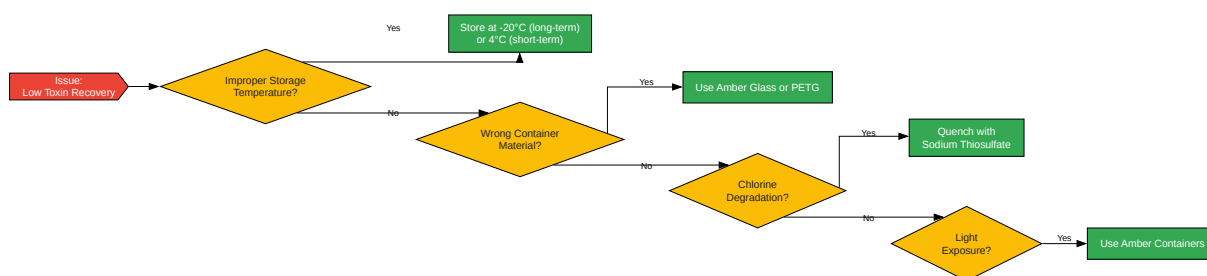 Issue:
Low Toxin Recovery
Improper Storage
Temperature?
Yes
Store at -20°C (long-term)
or 4°C (short-term)
No
Wrong Container
Material?
Yes
Use Amber Glass or PETG
No
Chlorine
Degradation?
Yes
Quench with
Sodium Thiosulfate
No
Light
Exposure?
Yes
Use Amber Containers